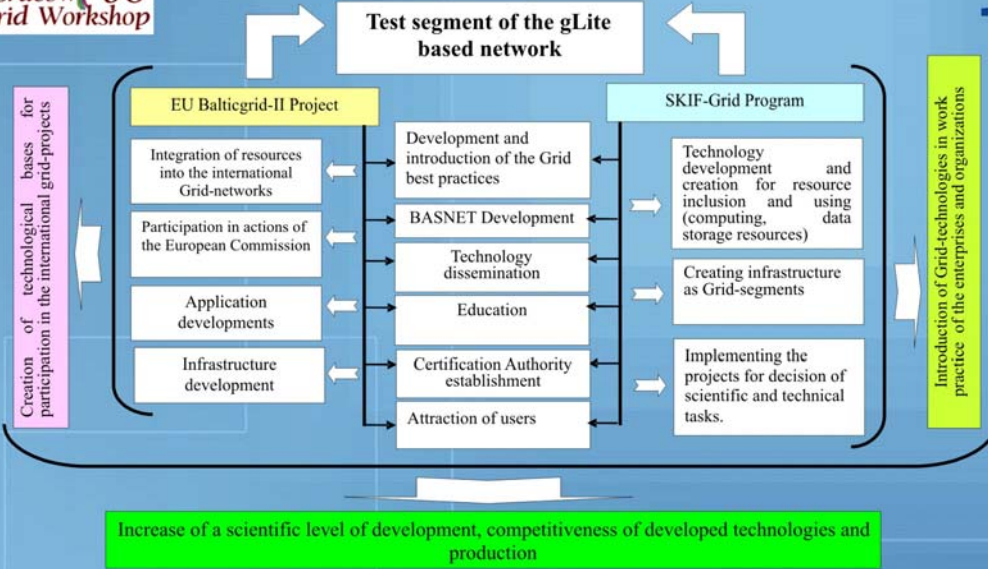 Grid Workshop
Test segment of the gLite
based network
EU Balticgrid-II Project
SKIF-Grid Program
Creation of technological bases for
participation in the international grid-projects
Integration of resources
into the international
Grid-networks
Participation in actions of
the European Commission
Application
developments
Infrastructure
development
Development and
introduction of the Grid
best practices
BASNET Development
Technology
dissemination
Education
Certification Authority
establishment
Attraction of users
Technology
development and
creation for resource
inclusion and using
(computing, data
storage resources)
Creating infrastructure
as Grid-segments
Implementing the
projects for decision of
scientific and technical
tasks.
Introduction of Grid-technologies in work
practice of the enterprises and organizations
Increase of a scientific level of development, competitiveness of developed technologies and
production